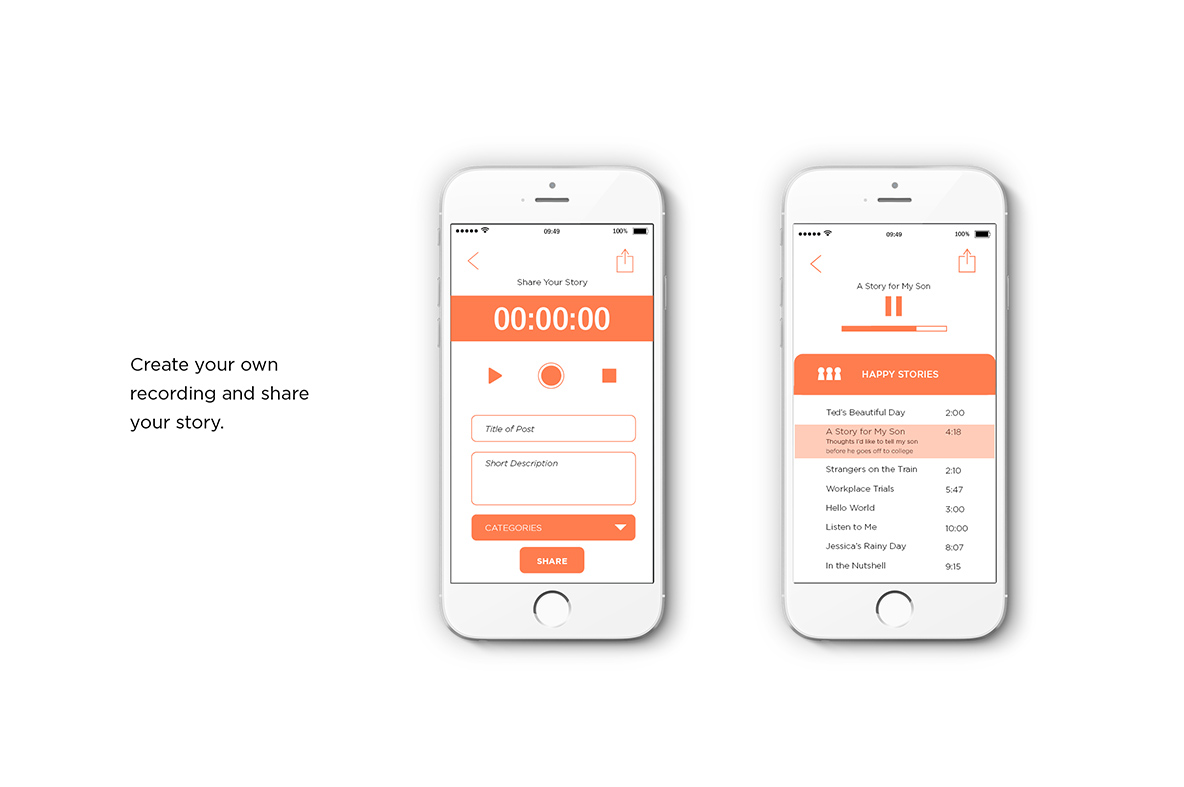 Create your own
recording and share
your story.
09:49
100%
Share Your Story
00:00:00
Title of Post
Short Description
CATEGORIES
SHARE
09:49
100%
A Story for My Son
HAPPY STORIES
Ted's Beautiful Day 2:00
A Story for My Son 4:18
Thoughts I'd like to tell my son
before he goes off to college
Strangers on the Train 2:10
Workplace Trials 5:47
Hello World 3:00
Listen to Me 10:00
Jessica's Rainy Day 8:07
In the Nutshell 9:15